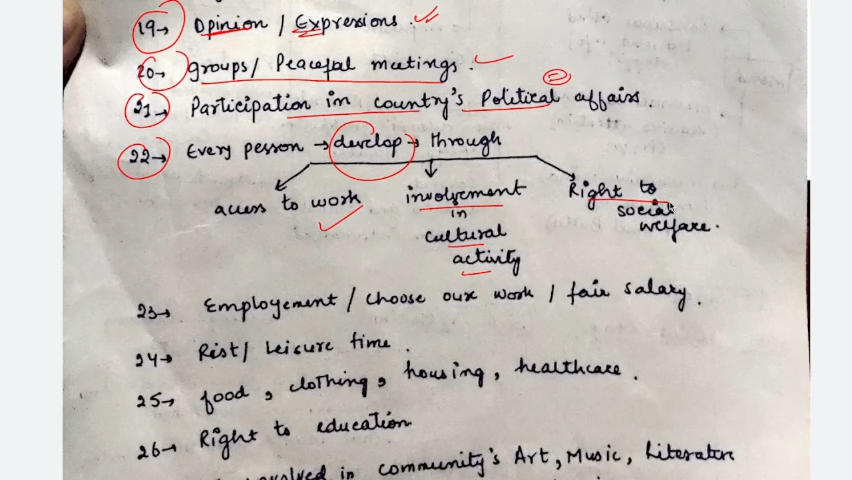 19→ Opinion / Expressions.
20→ groups / Peaceful meetings.
21→ Participation in country's Political affairs.
22→ Every person → develop → through
access to work
involvement in cultural activity
Right to social welfare.
23→ Employement / choose our work / fair salary.
24→ Rest / Leisure time.
25→ food, clothing, housing, healthcare.
26→ Right to education
involved in community's Art, Music, Literature